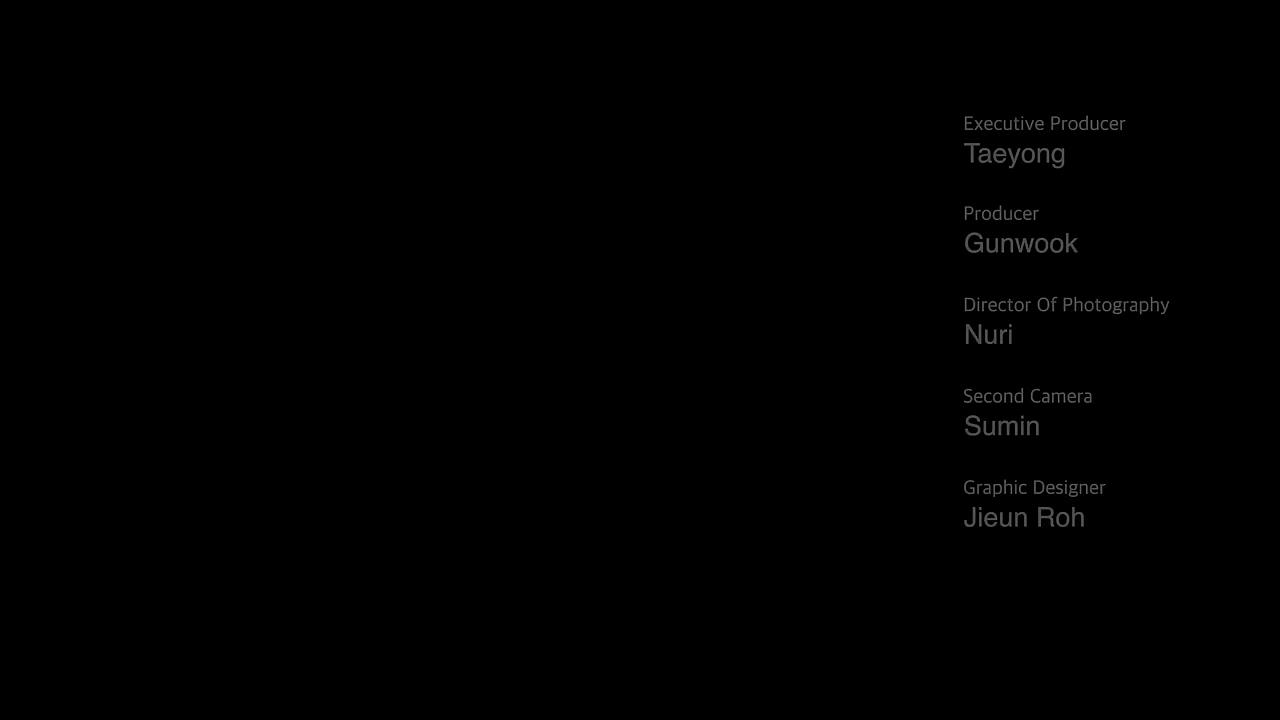 Executive Producer
Taeyong
Producer
Gunwook
Director Of Photography
Nuri
Second Camera
Sumin
Graphic Designer
Jieun Roh